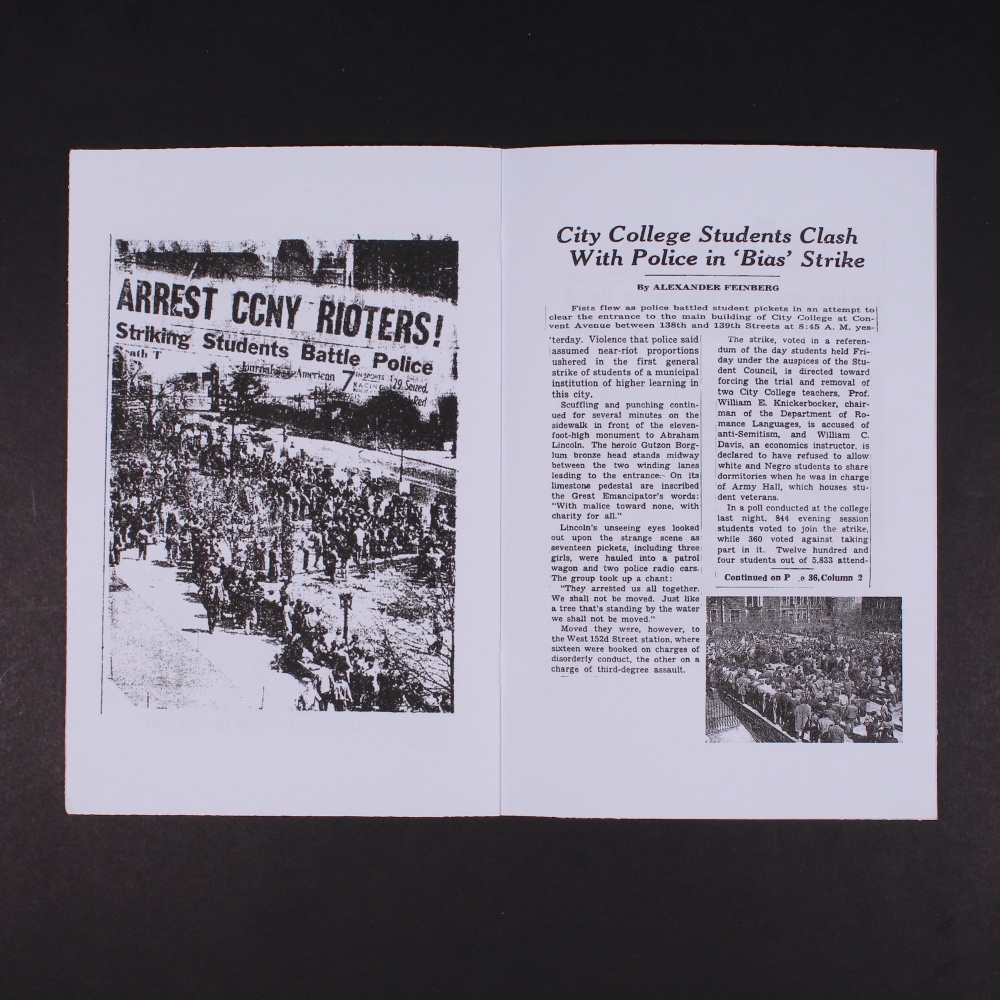 ARREST CCNY RIOTERS!
Striking Students Battle Police
Journal American 7 IN SPORTS '29 Seized
RACING
Red
City College Students Clash
With Police in 'Bias' Strike
By ALEXANDER FEINBERG
Fists flew as police battled student pickets in an attempt to
clear the entrance to the main building of City College at Con-
vent Avenue between 138th and 139th Streets at 8:45 A. M. yes-
'terday. Violence that police said
assumed near-riot proportions
ushered in the first general
strike of students of a municipal
institution of higher learning in
this city.
Scuffling and punching contin-
ued for several minutes on the
sidewalk in front of the eleven-
foot-high monument to Abraham
Lincoln. The heroic Gutzon Borg-
lum bronze head stands midway
between the two winding lanes
leading to the entrance. On its
limestone pedestal are inscribed
the Great Emancipator's words:
"With malice toward none, with
charity for all."
Lincoln's unseeing eyes looked
out upon the strange scene as
seventeen pickets, including three
girls, were hauled into a patrol
wagon and two police radio cars.
The group took up a chant:
"They arrested us all together.
We shall not be moved. Just like
a tree that's standing by the water
we shall not be moved."
Moved they were, however, to
the West 152d Street station, where
sixteen were booked on charges of
disorderly conduct, the other on a
charge of third-degree assault.
The strike, voted in a referen-
dum of the day students held Fri-
day under the auspices of the Stu-
dent Council, is directed toward
forcing the trial and removal of
two City College teachers. Prof.
William E. Knickerbocker, chair-
man of the Department of Ro-
mance Languages, is accused of
anti-Semitism, and William C.
Davis, an economics instructor, is
declared to have refused to allow
white and Negro students to share
dormitories when he was in charge
of Army Hall, which houses stu-
dent veterans.
In a poll conducted at the college
last night, 844 evening session
students voted to join the strike,
while 360 voted against taking
part in it. Twelve hundred and
four students out of 5,833 attend-
Continued on P e 36, Column 2